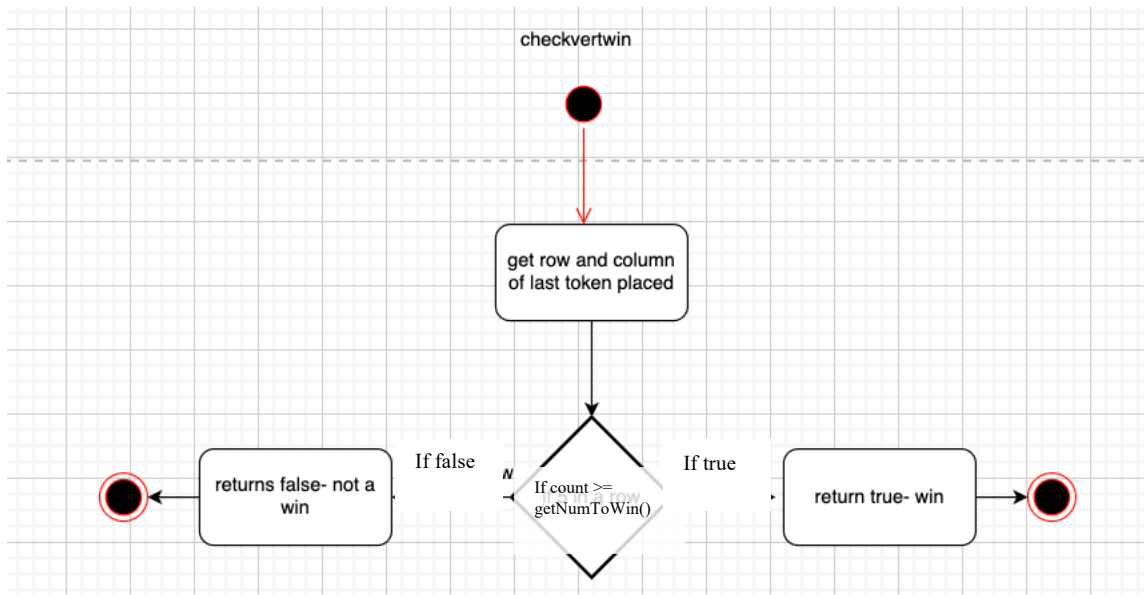 checkvertwin
get row and column
of last token placed
If false
If true
returns false- not a
win
If count >=
getNumToWin()
return true- win